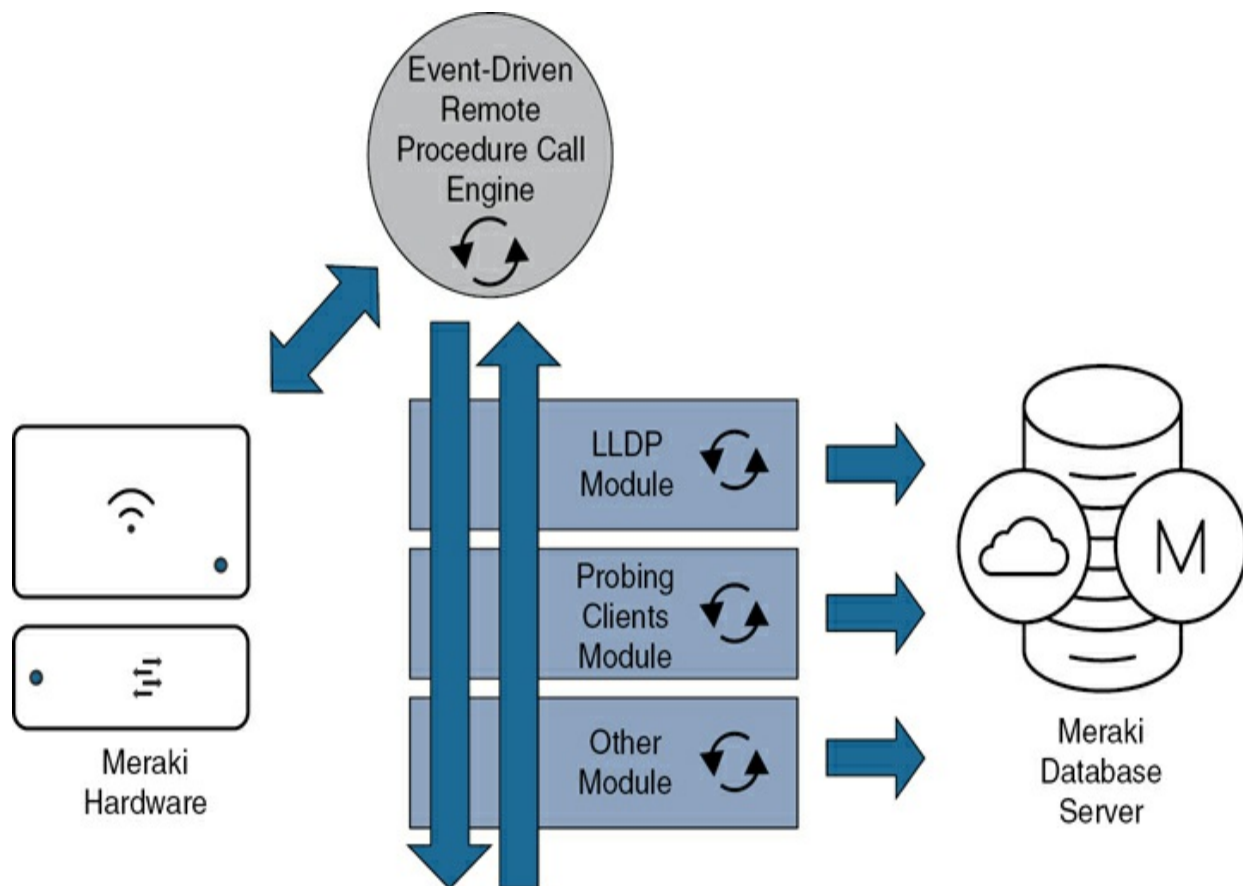 Event-Driven
Remote
Procedure Call
Engine
LLDP
Module
Probing
Clients
Module
Other
Module
Meraki
Hardware
M
Meraki
Database
Server